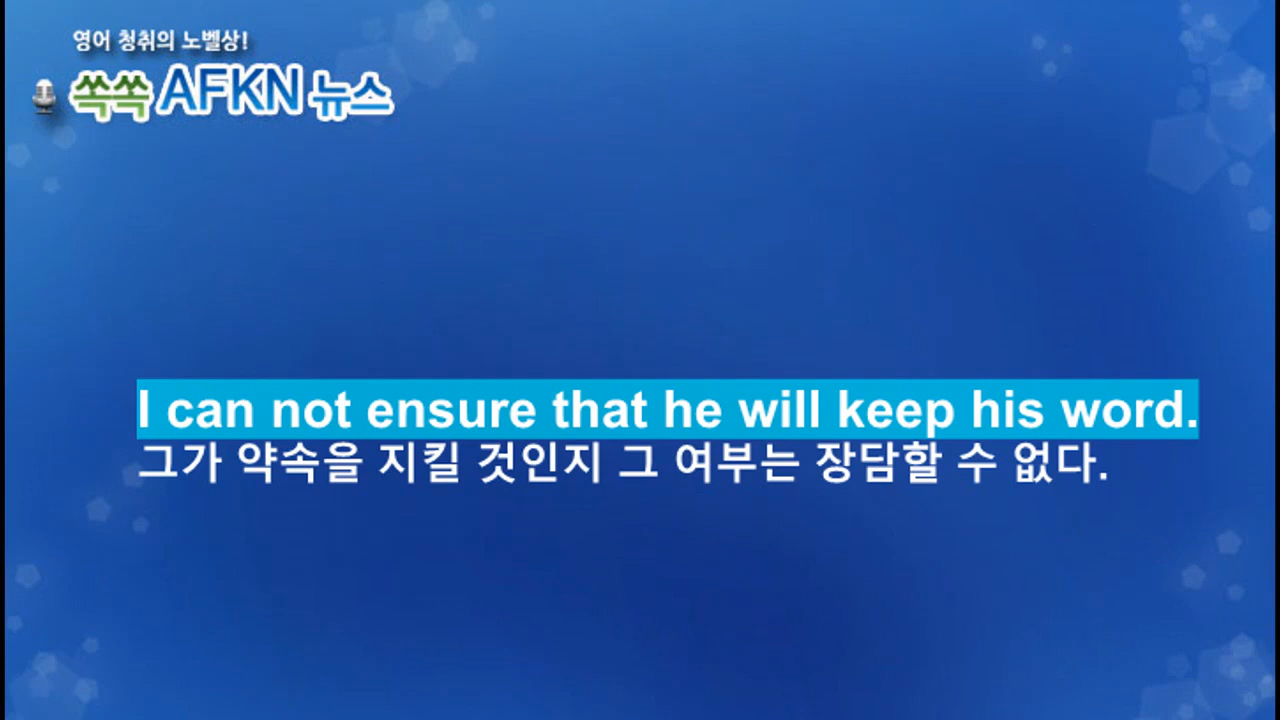 영어 청취의 노벨상!
쏙쏙 AFKN 뉴스
I can not ensure that he will keep his word.
그가 약속을 지킬 것인지 그 여부는 장담할 수 없다.